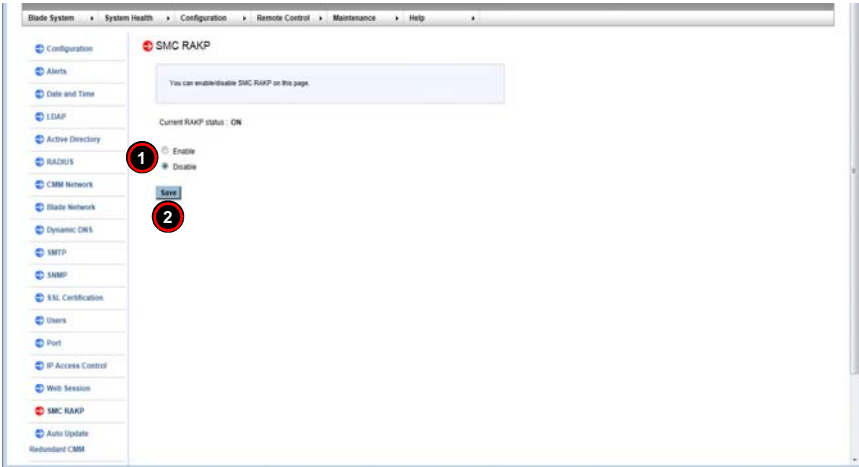 Blade System System Health Configuration Remote Control Maintenance Help
Configuration
Alerts
Date and Time
LDAP
Active Directory
RADIUS
CMM Network
Blade Network
Dynamic DNS
SMTP
SNMP
SSL Certification
Users
Port
IP Access Control
Web Session
SMC RAKP
Auto Update
Redundant CMM
SMC RAKP
You can enable/disable SMC RAKP on this page.
Current RAKP status : ON
1
Enable
Disable
Save
2